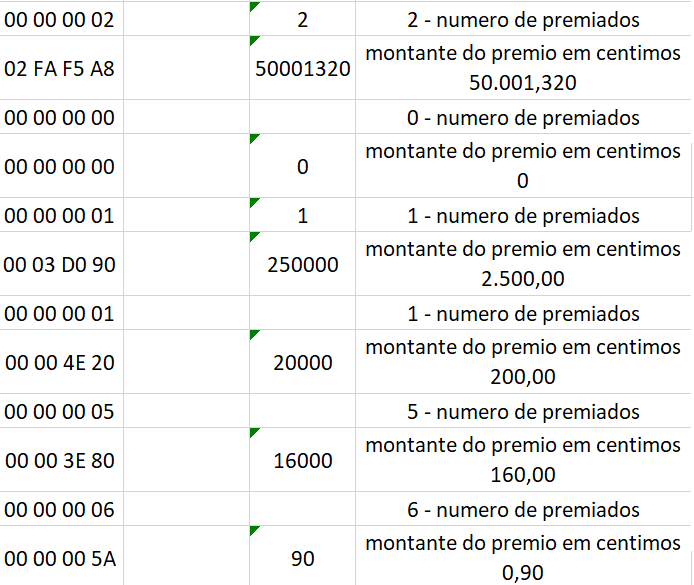 00 00 00 02 2 2 - numero de premiados
02 FA F5 A8 50001320 montante do premio em centimos
50.001,320
00 00 00 00 0 - numero de premiados
00 00 00 00 0 montante do premio em centimos
0
00 00 00 01 1 1 - numero de premiados
00 03 D0 90 250000 montante do premio em centimos
2.500,00
00 00 00 01 1 - numero de premiados
00 00 4E 20 20000 montante do premio em centimos
200,00
00 00 00 05 5 - numero de premiados
00 00 3E 80 16000 montante do premio em centimos
160,00
00 00 00 06 6 - numero de premiados
00 00 00 5A 90 montante do premio em centimos
0,90